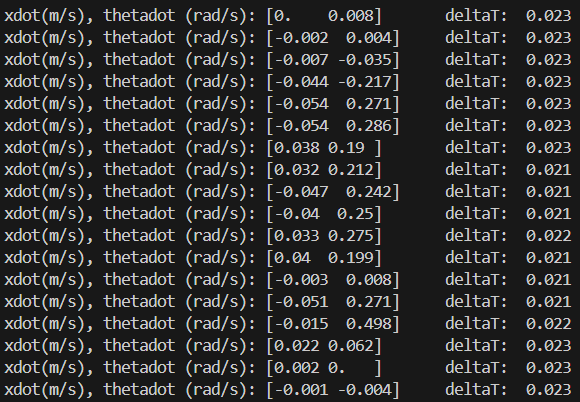 xdot(m/s), thetadot (rad/s): [0.    0.008]       deltaT:  0.023
xdot(m/s), thetadot (rad/s): [-0.002  0.004]     deltaT:  0.023
xdot(m/s), thetadot (rad/s): [-0.007 -0.035]     deltaT:  0.023
xdot(m/s), thetadot (rad/s): [-0.044 -0.217]     deltaT:  0.023
xdot(m/s), thetadot (rad/s): [-0.054  0.271]     deltaT:  0.023
xdot(m/s), thetadot (rad/s): [-0.054  0.286]     deltaT:  0.023
xdot(m/s), thetadot (rad/s): [0.038 0.19 ]       deltaT:  0.023
xdot(m/s), thetadot (rad/s): [0.032 0.212]       deltaT:  0.021
xdot(m/s), thetadot (rad/s): [-0.047  0.242]     deltaT:  0.021
xdot(m/s), thetadot (rad/s): [-0.04  0.25]       deltaT:  0.021
xdot(m/s), thetadot (rad/s): [0.033 0.275]       deltaT:  0.022
xdot(m/s), thetadot (rad/s): [0.04  0.199]       deltaT:  0.021
xdot(m/s), thetadot (rad/s): [-0.003  0.008]     deltaT:  0.021
xdot(m/s), thetadot (rad/s): [-0.051  0.271]     deltaT:  0.021
xdot(m/s), thetadot (rad/s): [-0.015  0.498]     deltaT:  0.022
xdot(m/s), thetadot (rad/s): [0.022 0.062]       deltaT:  0.023
xdot(m/s), thetadot (rad/s): [0.002 0.   ]       deltaT:  0.023
xdot(m/s), thetadot (rad/s): [-0.001 -0.004]     deltaT:  0.023